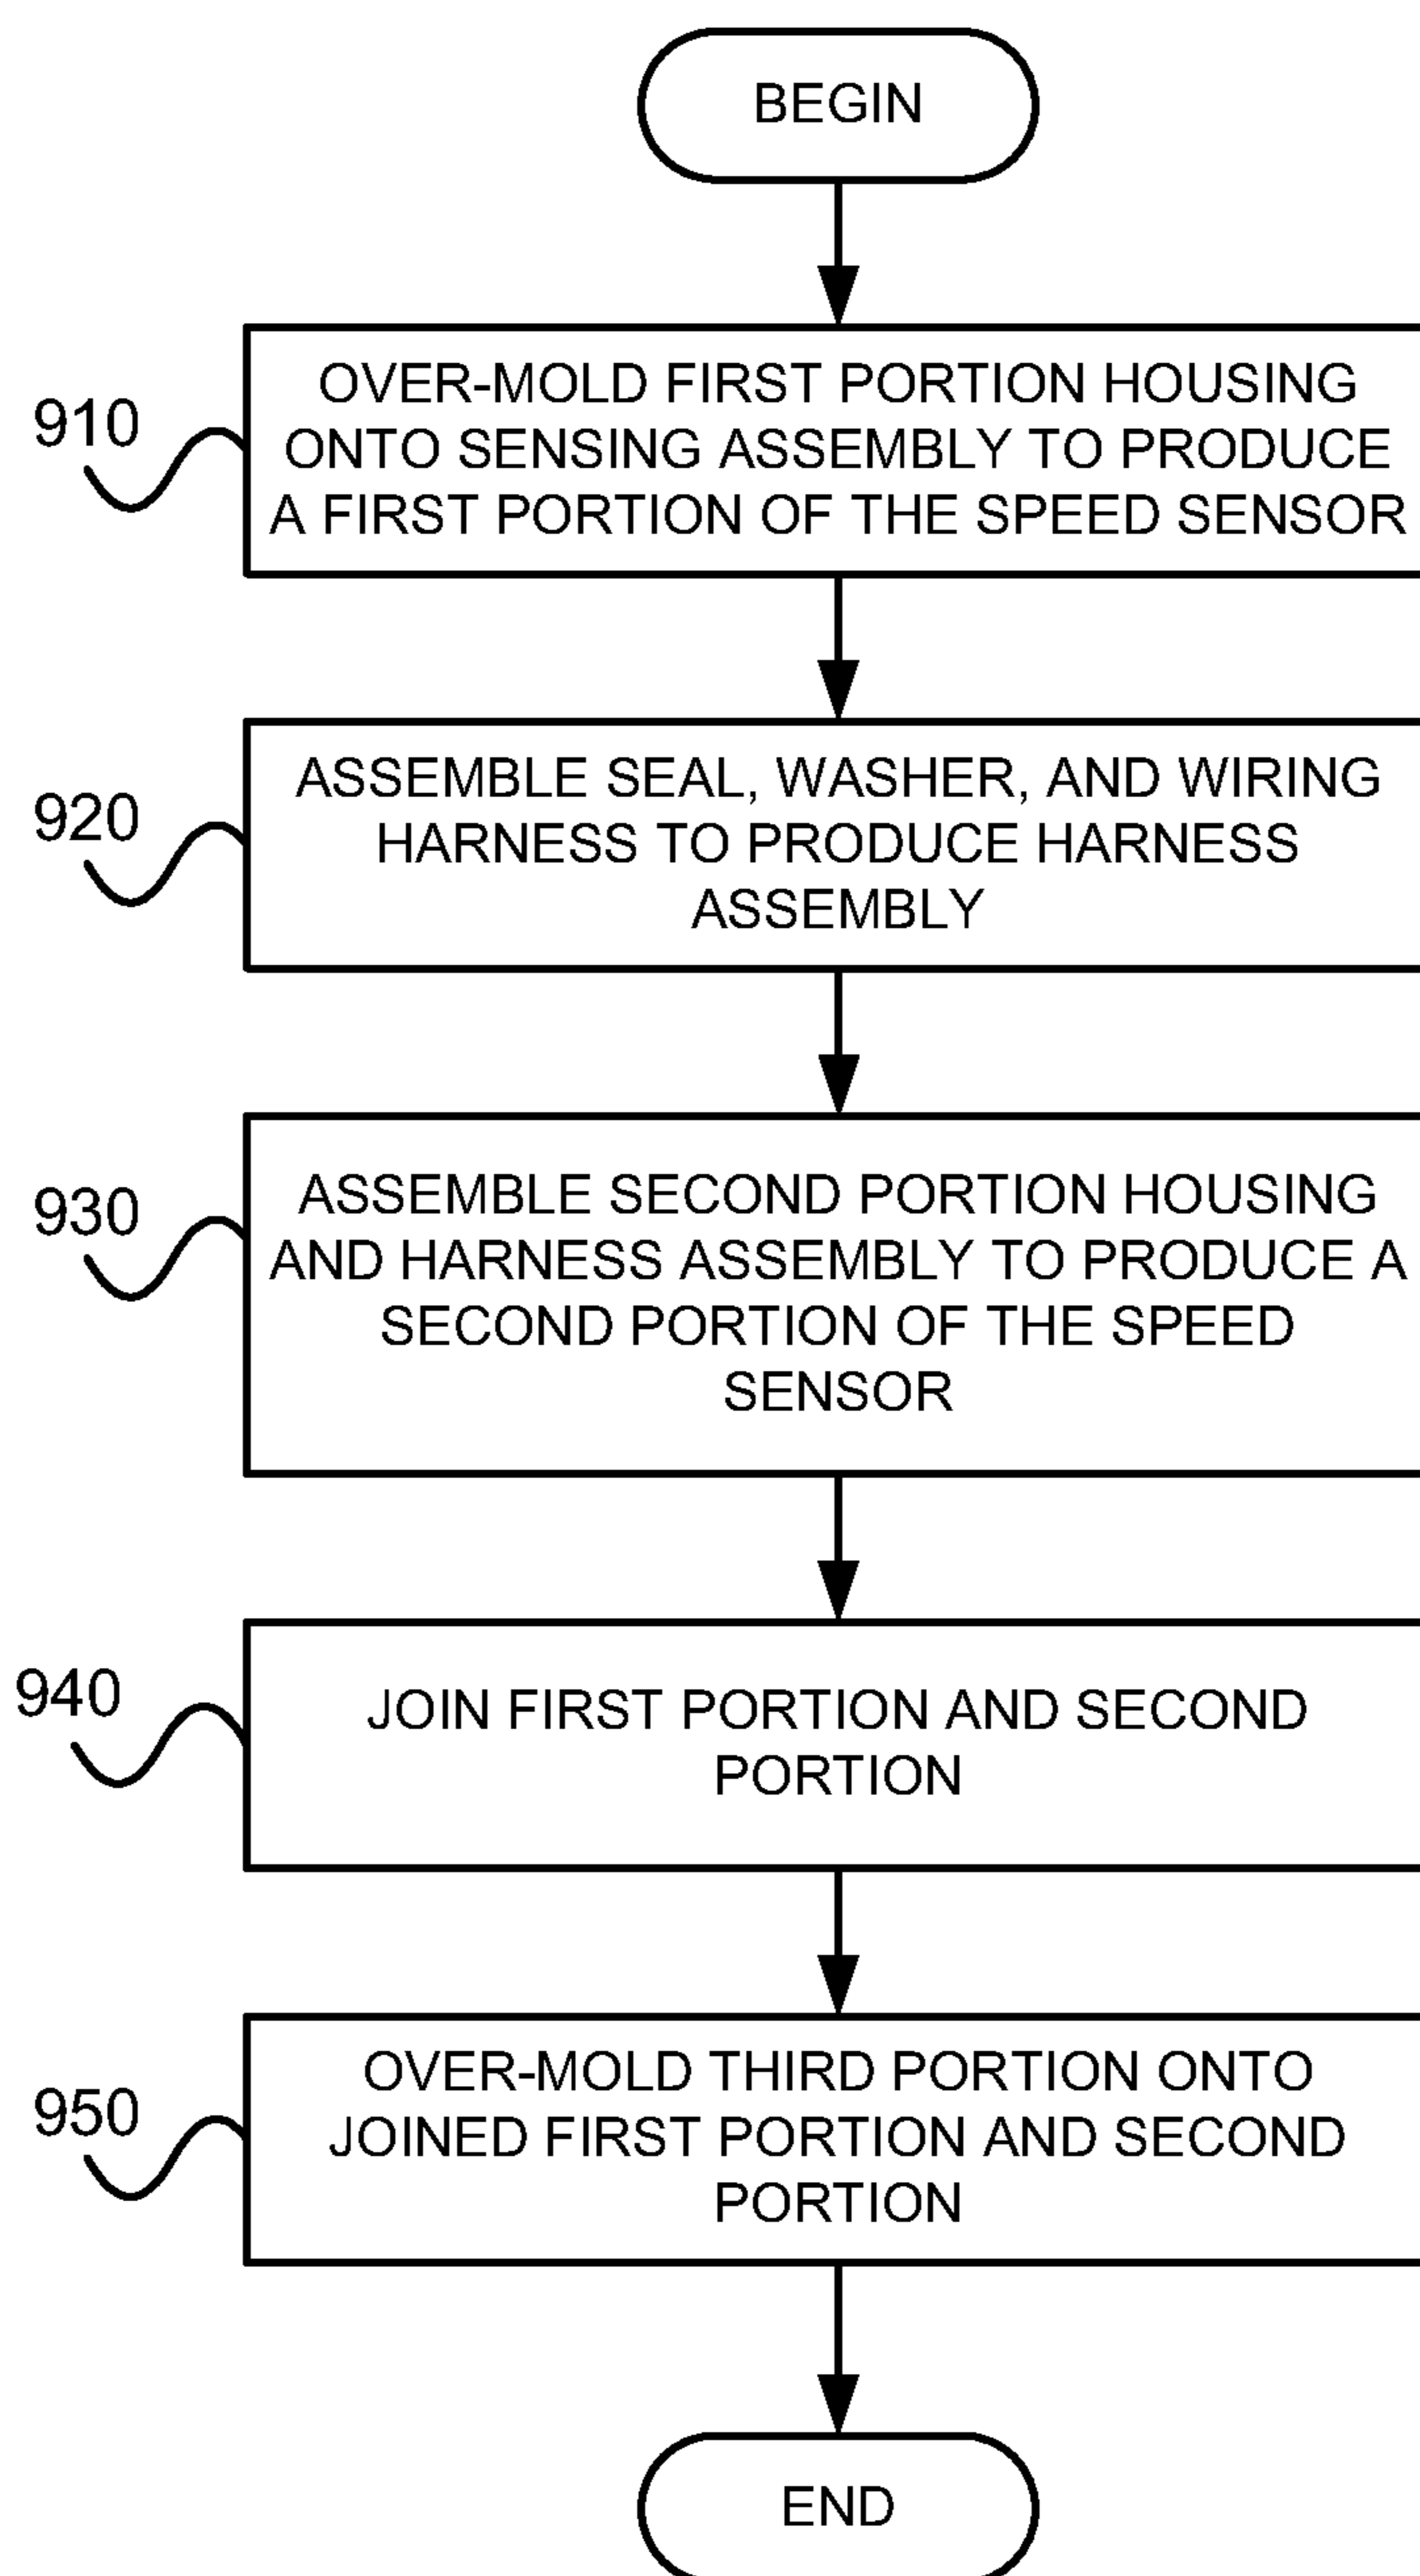 BEGIN
910
OVER-MOLD FIRST PORTION HOUSING
ONTO SENSING ASSEMBLY TO PRODUCE
A FIRST PORTION OF THE SPEED SENSOR
920
ASSEMBLE SEAL, WASHER, AND WIRING
HARNESS TO PRODUCE HARNESS
ASSEMBLY
930
ASSEMBLE SECOND PORTION HOUSING
AND HARNESS ASSEMBLY TO PRODUCE A
SECOND PORTION OF THE SPEED
SENSOR
940
JOIN FIRST PORTION AND SECOND
PORTION
950
OVER-MOLD THIRD PORTION ONTO
JOINED FIRST PORTION AND SECOND
PORTION
END